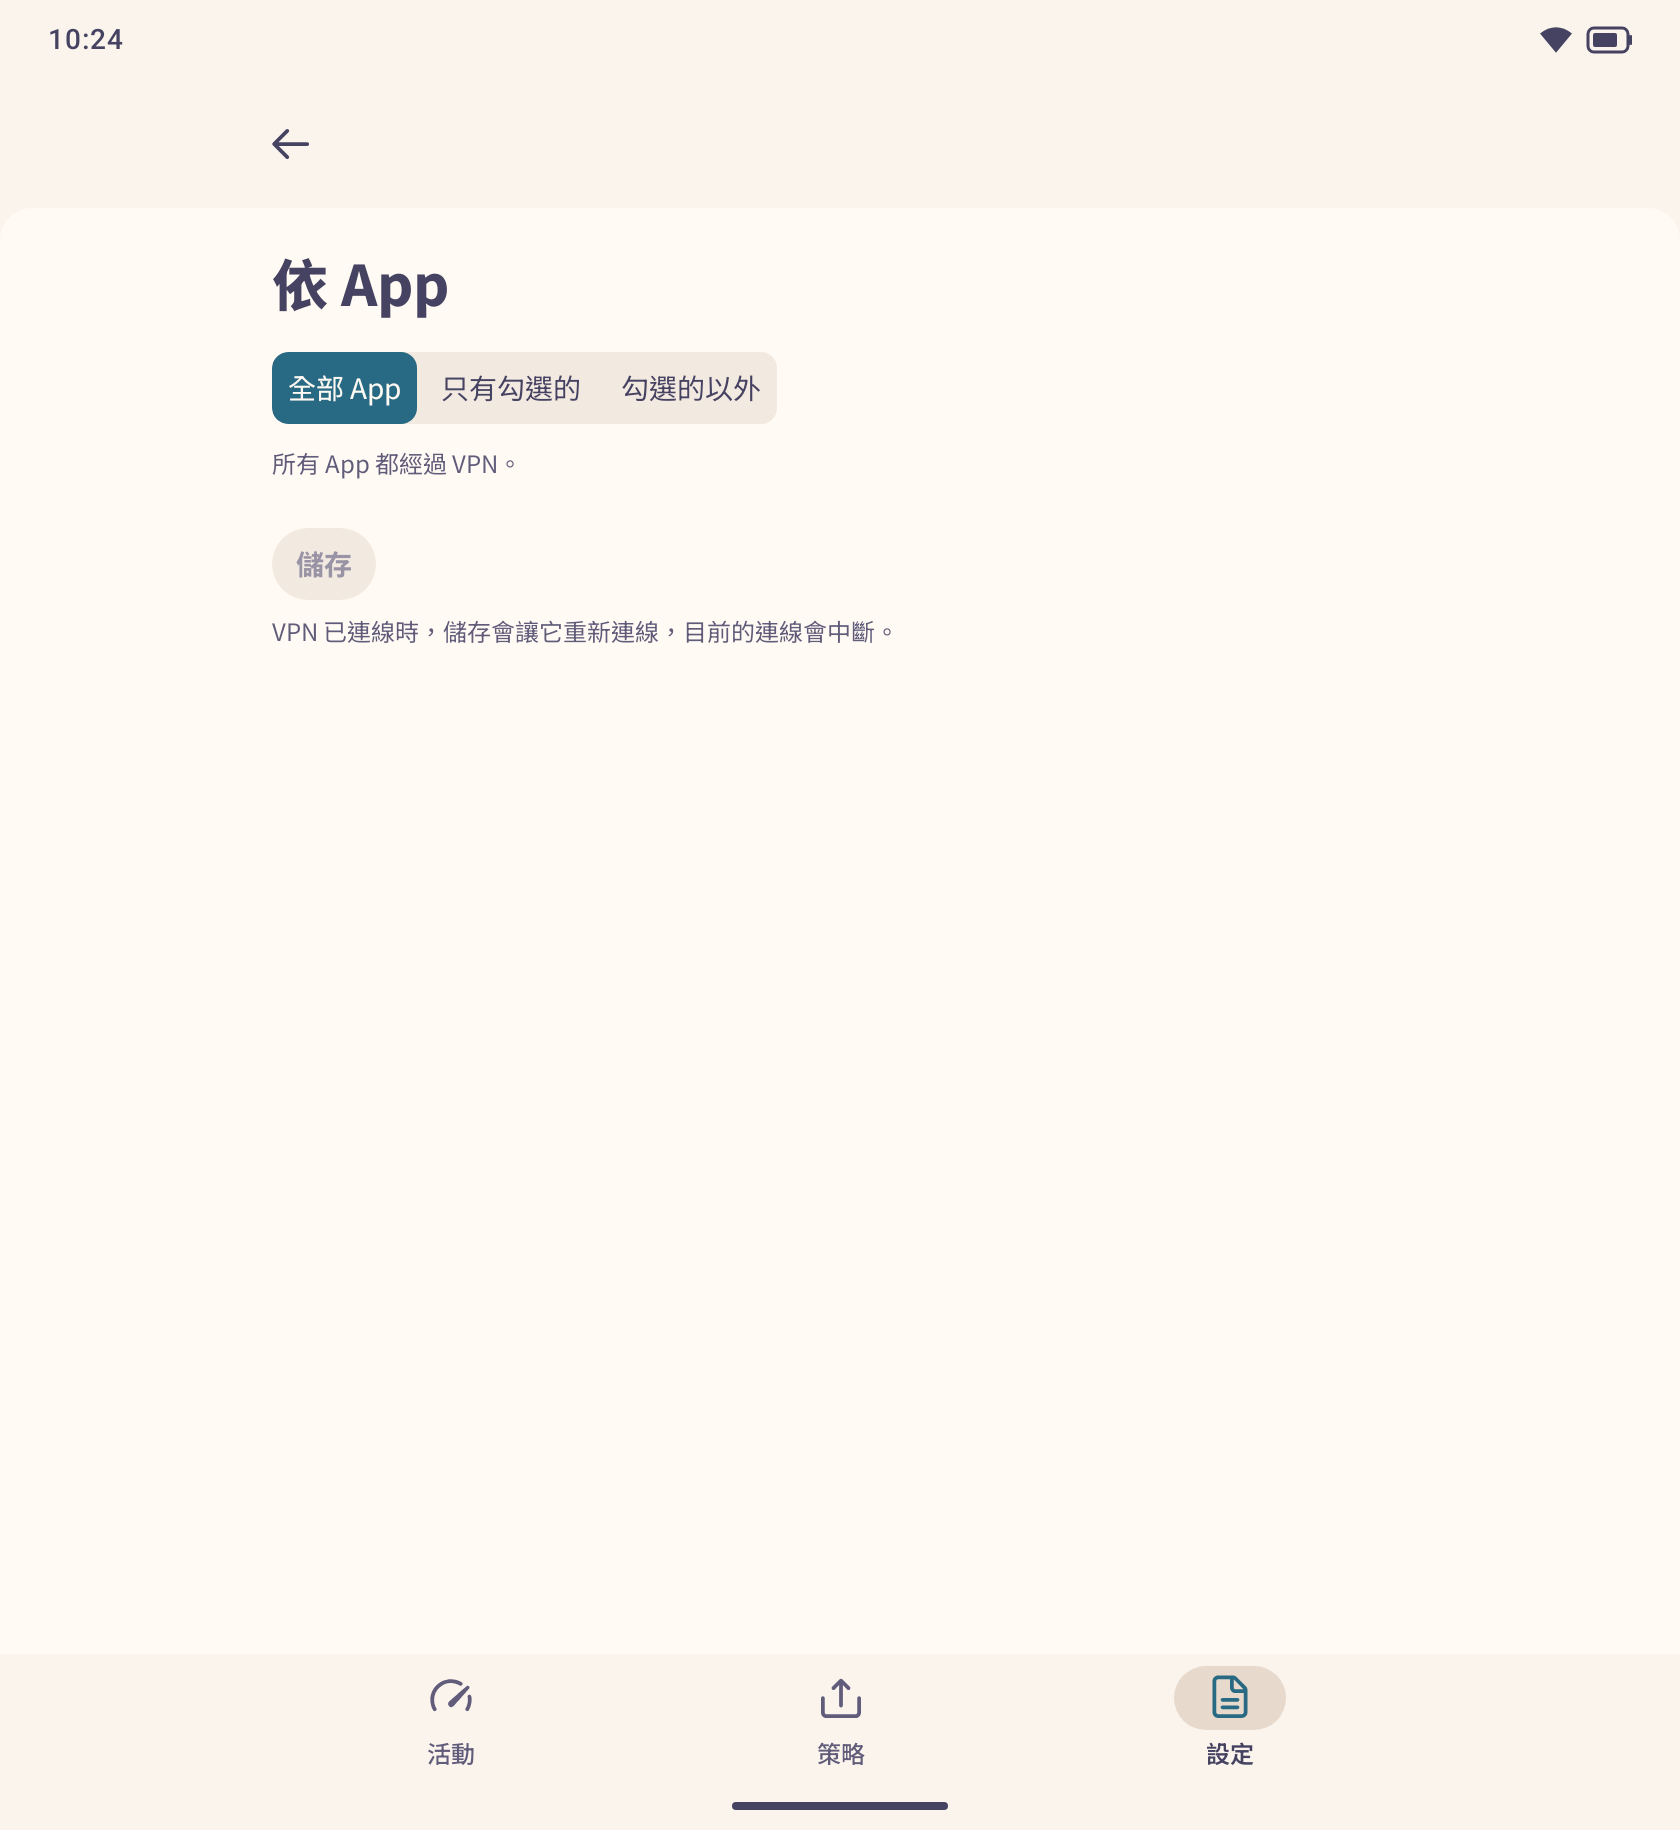 10:24
依 App
全部 App 只有勾選的 勾選的以外
所有 App 都經過 VPN。
儲存
VPN 已連線時，儲存會讓它重新連線，目前的連線會中斷。
活動 策略 設定